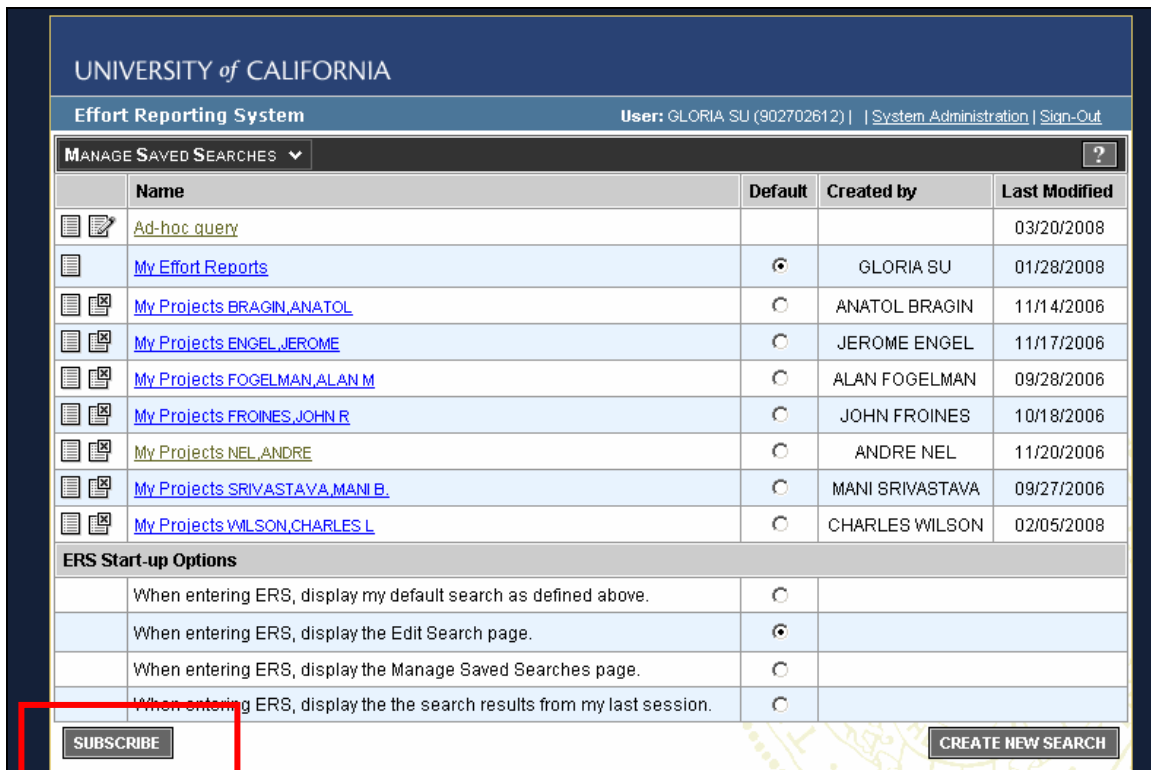 UNIVERSITY of CALIFORNIA
Effort Reporting System User: GLORIA SU (902702612) | | System Administration | Sign-Out
MANAGE SAVED SEARCHES ?
Name Default Created by Last Modified
Ad-hoc query 03/20/2008
My Effort Reports GLORIA SU 01/28/2008
My Projects BRAGIN,ANATOL ANATOL BRAGIN 11/14/2006
My Projects ENGEL,JEROME JEROME ENGEL 11/17/2006
My Projects FOGELMAN,ALAN M ALAN FOGELMAN 09/28/2006
My Projects FROINES,JOHN R JOHN FROINES 10/18/2006
My Projects NEL,ANDRE ANDRE NEL 11/20/2006
My Projects SRIVASTAVA,MANI B. MANI SRIVASTAVA 09/27/2006
My Projects WILSON,CHARLES L CHARLES WILSON 02/05/2008
ERS Start-up Options
When entering ERS, display my default search as defined above.
When entering ERS, display the Edit Search page.
When entering ERS, display the Manage Saved Searches page.
When entering ERS, display the the search results from my last session.
SUBSCRIBE CREATE NEW SEARCH